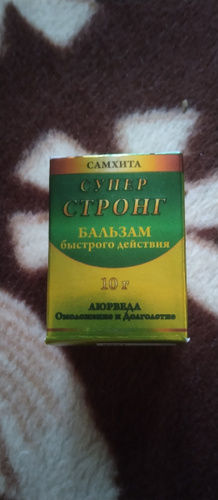 САМХИТА
СУПЕР
СТРОНГ
БАЛЬЗАМ
быстрого действия
10 г
АЮРВЕДА
Омоложение и Долголетие